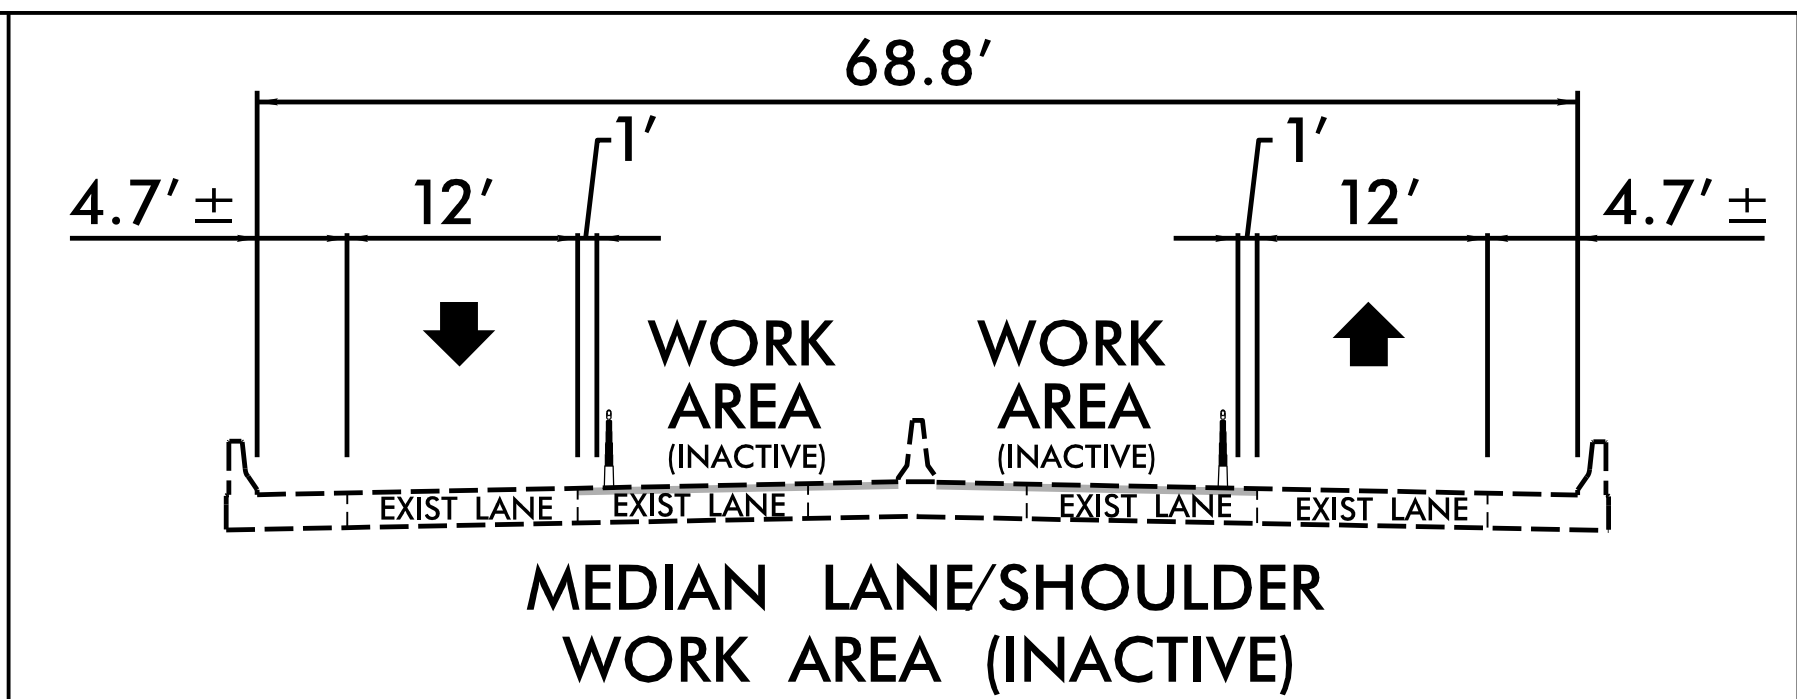 68.8'
1' 1'
4.7' ± 12' 12' 4.7' ±
WORK WORK
AREA AREA
(INACTIVE) (INACTIVE)
EXIST LANE EXIST LANE EXIST LANE EXIST LANE
MEDIAN LANE/SHOULDER
WORK AREA (INACTIVE)